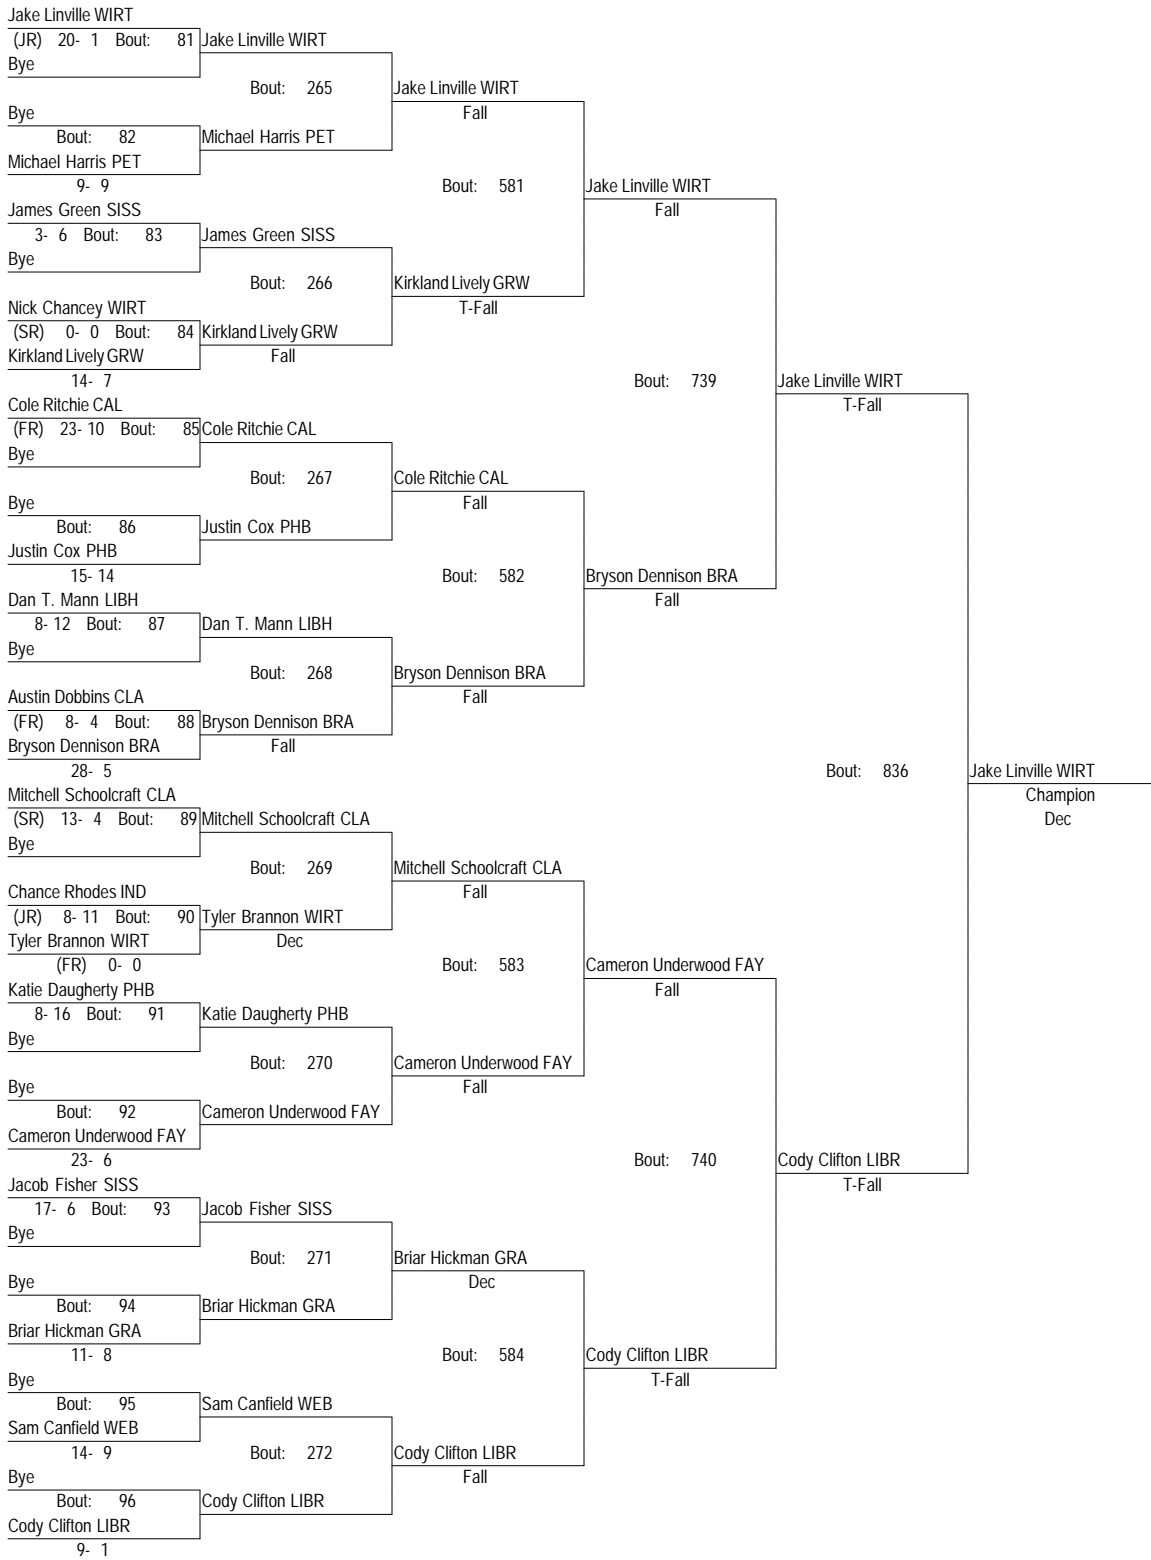 Jake Linville WIRT
(JR) 20- 1 Bout: 81 Jake Linville WIRT
Bye
Bout: 265 Jake Linville WIRT
Bye Fall
Bout: 82 Michael Harris PET
Michael Harris PET
9- 9 Bout: 581 Jake Linville WIRT
James Green SISS Fall
3- 6 Bout: 83 James Green SISS
Bye
Bout: 266 Kirkland Lively GRW
Nick Chancey WIRT T-Fall
(SR) 0- 0 Bout: 84 Kirkland Lively GRW
Kirkland Lively GRW Fall
14- 7 Bout: 739 Jake Linville WIRT
Cole Ritchie CAL T-Fall
(FR) 23- 10 Bout: 85 Cole Ritchie CAL
Bye
Bout: 267 Cole Ritchie CAL
Bye Fall
Bout: 86 Justin Cox PHB
Justin Cox PHB
15- 14 Bout: 582 Bryson Dennison BRA
Dan T. Mann LIBH Fall
8- 12 Bout: 87 Dan T. Mann LIBH
Bye
Bout: 268 Bryson Dennison BRA
Austin Dobbins CLA Fall
(FR) 8- 4 Bout: 88 Bryson Dennison BRA
Bryson Dennison BRA Fall
28- 5 Bout: 836 Jake Linville WIRT
Mitchell Schoolcraft CLA Champion
(SR) 13- 4 Bout: 89 Mitchell Schoolcraft CLA Dec
Bye
Bout: 269 Mitchell Schoolcraft CLA
Chance Rhodes IND Fall
(JR) 8- 11 Bout: 90 Tyler Brannon WIRT
Tyler Brannon WIRT Dec
(FR) 0- 0 Bout: 583 Cameron Underwood FAY
Katie Daugherty PHB Fall
8- 16 Bout: 91 Katie Daugherty PHB
Bye
Bout: 270 Cameron Underwood FAY
Bye Fall
Bout: 92 Cameron Underwood FAY
Cameron Underwood FAY
23- 6 Bout: 740 Cody Clifton LIBR
Jacob Fisher SISS T-Fall
17- 6 Bout: 93 Jacob Fisher SISS
Bye
Bout: 271 Briar Hickman GRA
Bye Dec
Bout: 94 Briar Hickman GRA
Briar Hickman GRA
11- 8 Bout: 584 Cody Clifton LIBR
Bye T-Fall
Bout: 95 Sam Canfield WEB
Sam Canfield WEB
14- 9 Bout: 272 Cody Clifton LIBR
Bye Fall
Bout: 96 Cody Clifton LIBR
Cody Clifton LIBR
9- 1